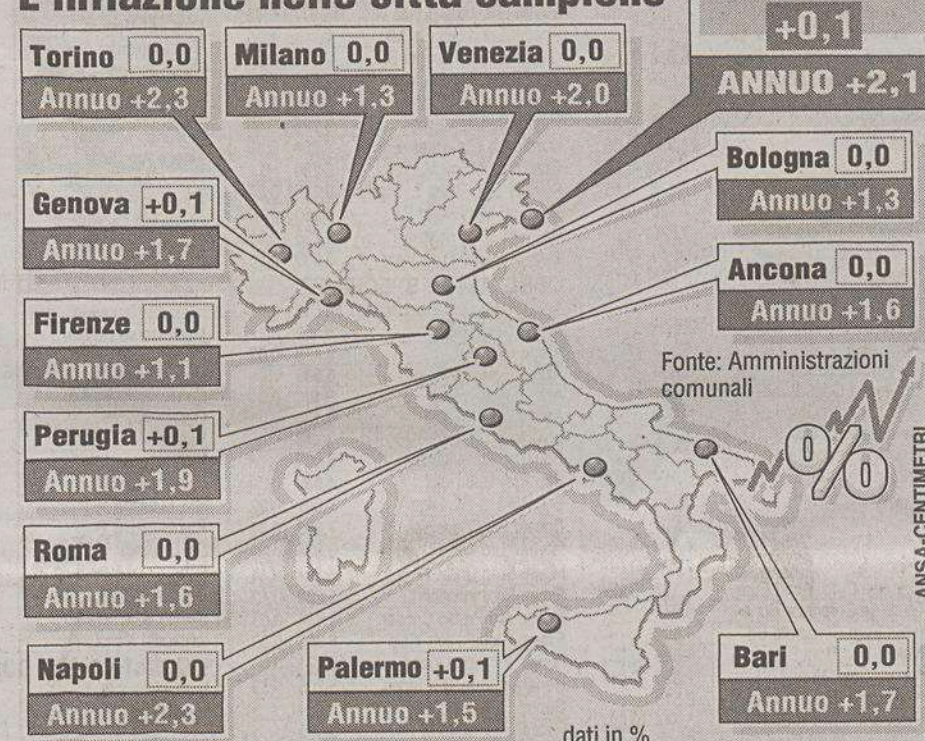 L'inflazione nelle città campione
+0,1
ANNUO +2,1
Torino 0,0
Annuo +2,3
Milano 0,0
Annuo +1,3
Venezia 0,0
Annuo +2,0
Bologna 0,0
Annuo +1,3
Genova +0,1
Annuo +1,7
Ancona 0,0
Annuo +1,6
Firenze 0,0
Annuo +1,1
Fonte: Amministrazioni
comunali
Perugia +0,1
Annuo +1,9
%
ANSA-CENTIMETRI
Roma 0,0
Annuo +1,6
Napoli 0,0
Annuo +2,3
Palermo +0,1
Annuo +1,5
Bari 0,0
Annuo +1,7
dati in %